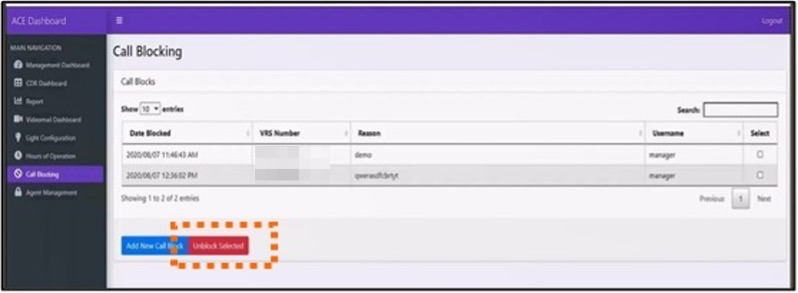 ACE Dashboard
Logout
MAIN NAVIGATION
Management Dashboard
CDR Dashboard
Report
Videomail Dashboard
Light Configuration
Hours of Operation
Call Blocking
Agent Management
Call Blocking
Call Blocks
Show 10 entries
Search:
Date Blocked VRS Number Reason Username Select
2020/08/07 11:46:43 AM demo manager
2020/08/07 12:36:02 PM manager
Showing 1 to 2 of 2 entries
Previous 1 Next
Add New Call Block Unblock Selected